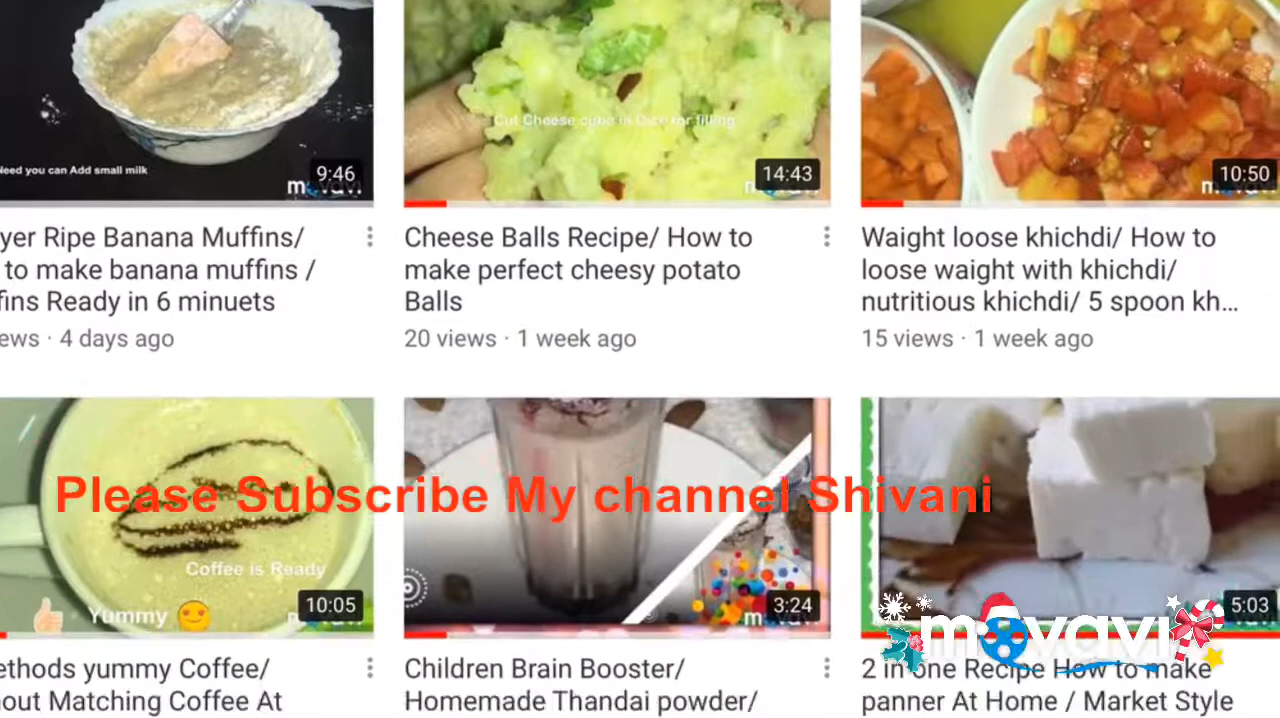 Need you can Add small milk
9:46
movavi
Cut Cheese cube in Dize for filling
14:43
movavi
10:50
movavi
yer Ripe Banana Muffins/
to make banana muffins /
fins Ready in 6 minuets
ews · 4 days ago
Cheese Balls Recipe/ How to
make perfect cheesy potato
Balls
20 views · 1 week ago
Waight loose khichdi/ How to
loose waight with khichdi/
nutritious khichdi/ 5 spoon kh...
15 views · 1 week ago
Please Subscribe My channel Shivani
Coffee is Ready
Yummy
10:05
movavi
3:24
5:03
movavi
ethods yummy Coffee/
out Matching Coffee At
Children Brain Booster/
Homemade Thandai powder/
2 in one Recipe How to make
panner At Home / Market Style